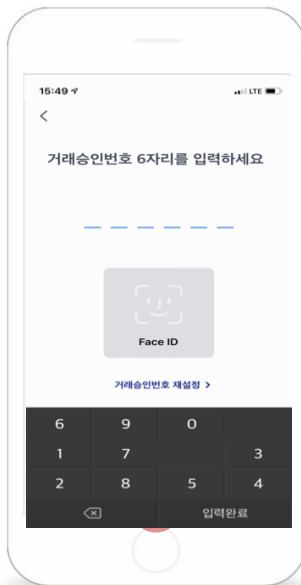 15:49 LTE
거래승인번호 6자리를 입력하세요
Face ID
거래승인번호 재설정 >
6 9 0
1 7 3
2 8 5 4
입력완료